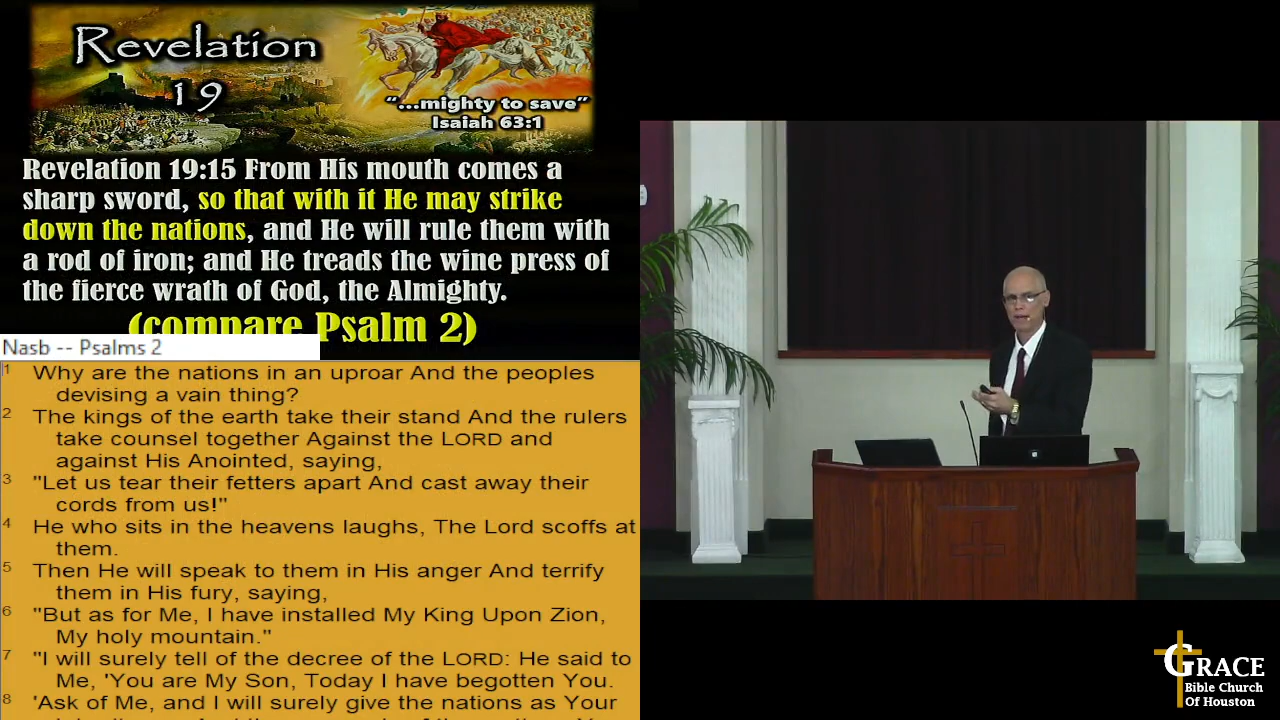 Revelation
19
“...mighty to save”
Isaiah 63:1
Revelation 19:15 From His mouth comes a
sharp sword, so that with it He may strike
down the nations, and He will rule them with
a rod of iron; and He treads the wine press of
the fierce wrath of God, the Almighty.
(compare Psalm 2)
Nasb -- Psalms 2
1 Why are the nations in an uproar And the peoples
devising a vain thing?
2 The kings of the earth take their stand And the rulers
take counsel together Against the LORD and
against His Anointed, saying,
3 "Let us tear their fetters apart And cast away their
cords from us!"
4 He who sits in the heavens laughs, The Lord scoffs at
them.
5 Then He will speak to them in His anger And terrify
them in His fury, saying,
6 "But as for Me, I have installed My King Upon Zion,
My holy mountain."
7 "I will surely tell of the decree of the LORD: He said to
Me, 'You are My Son, Today I have begotten You.
8 'Ask of Me, and I will surely give the nations as Your
GRACE
Bible Church
Of Houston